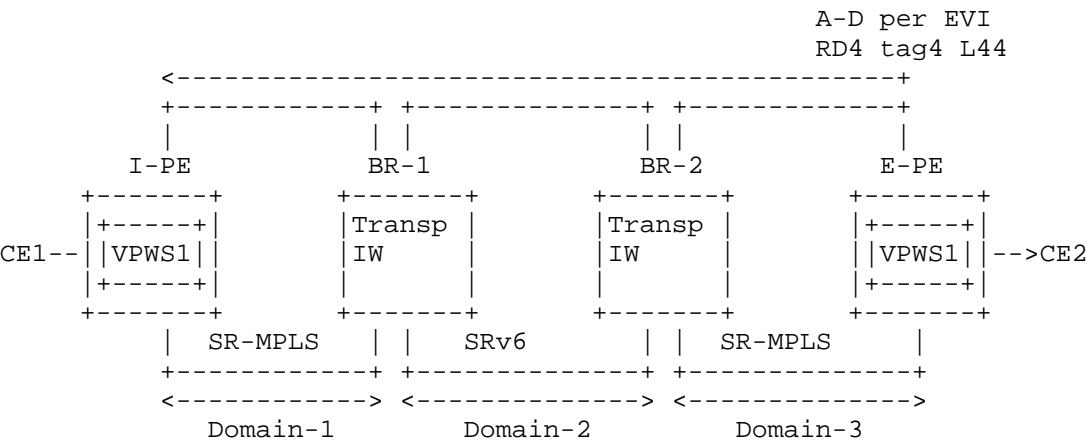 A-D per EVI
RD4 tag4 L44
I-PE BR-1 BR-2 E-PE
Transp Transp
CE1-- VPWS1 IW IW VPWS1 -->CE2
SR-MPLS SRv6 SR-MPLS
Domain-1 Domain-2 Domain-3